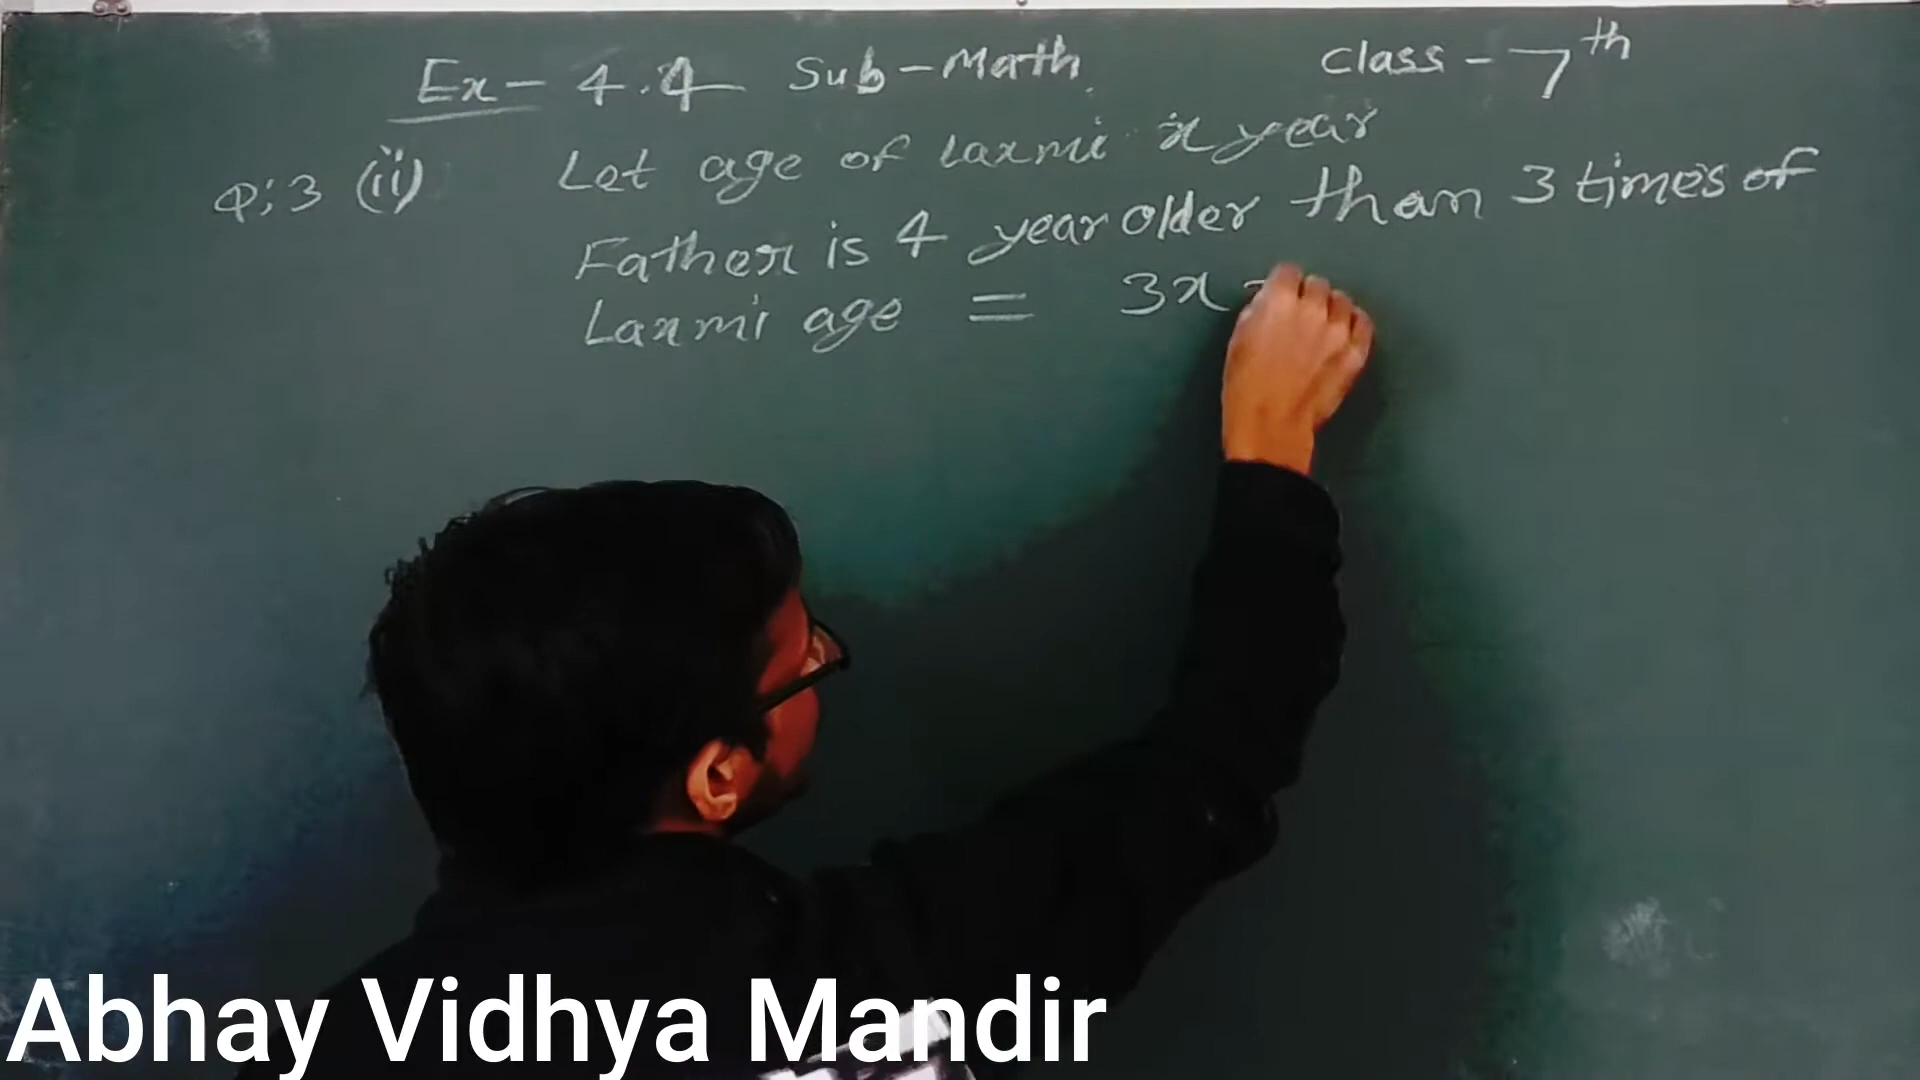 Ex- 4.4 Sub-Math Class - 7th
Q:3 (ii) Let age of Laxmi x year
Father is 4 year older than 3 times of
Laxmi age = 3x
Abhay Vidhya Mandir